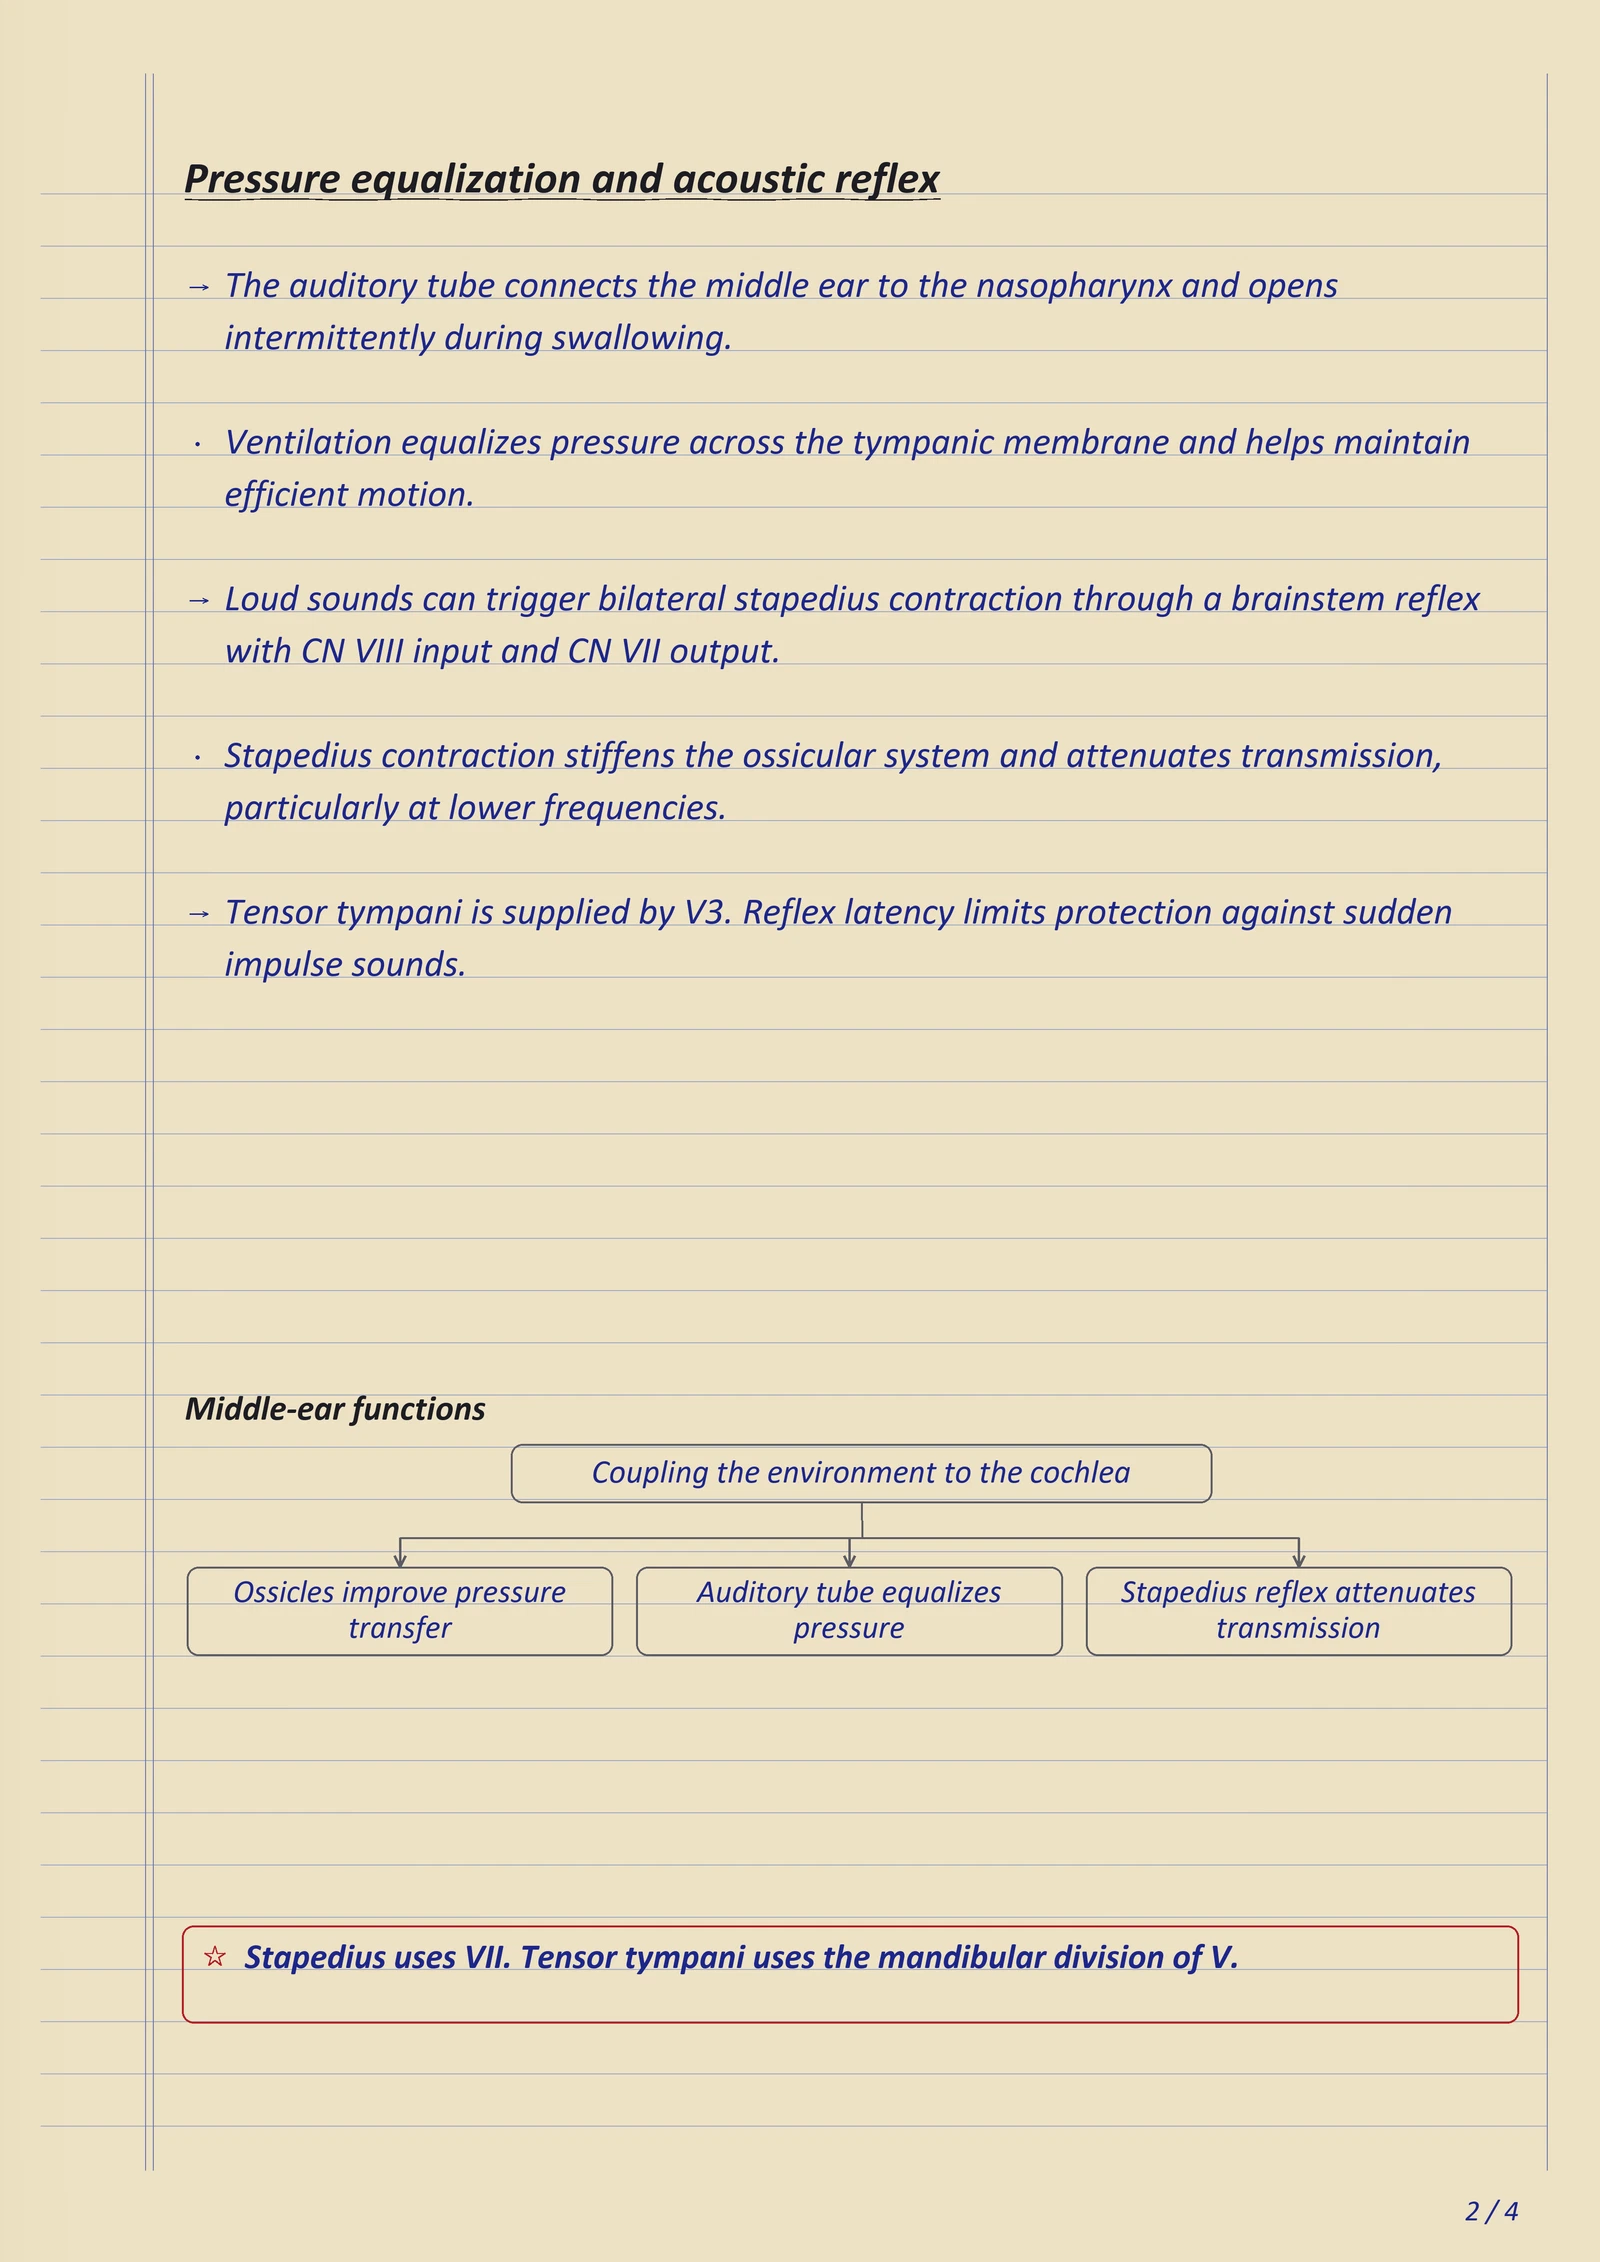 Pressure equalization and acoustic reflex
→ The auditory tube connects the middle ear to the nasopharynx and opens
intermittently during swallowing.
· Ventilation equalizes pressure across the tympanic membrane and helps maintain
efficient motion.
→ Loud sounds can trigger bilateral stapedius contraction through a brainstem reflex
with CN VIII input and CN VII output.
· Stapedius contraction stiffens the ossicular system and attenuates transmission,
particularly at lower frequencies.
→ Tensor tympani is supplied by V3. Reflex latency limits protection against sudden
impulse sounds.
Middle-ear functions
Coupling the environment to the cochlea
Ossicles improve pressure
transfer
Auditory tube equalizes
pressure
Stapedius reflex attenuates
transmission
☆ Stapedius uses VII. Tensor tympani uses the mandibular division of V.
2 / 4